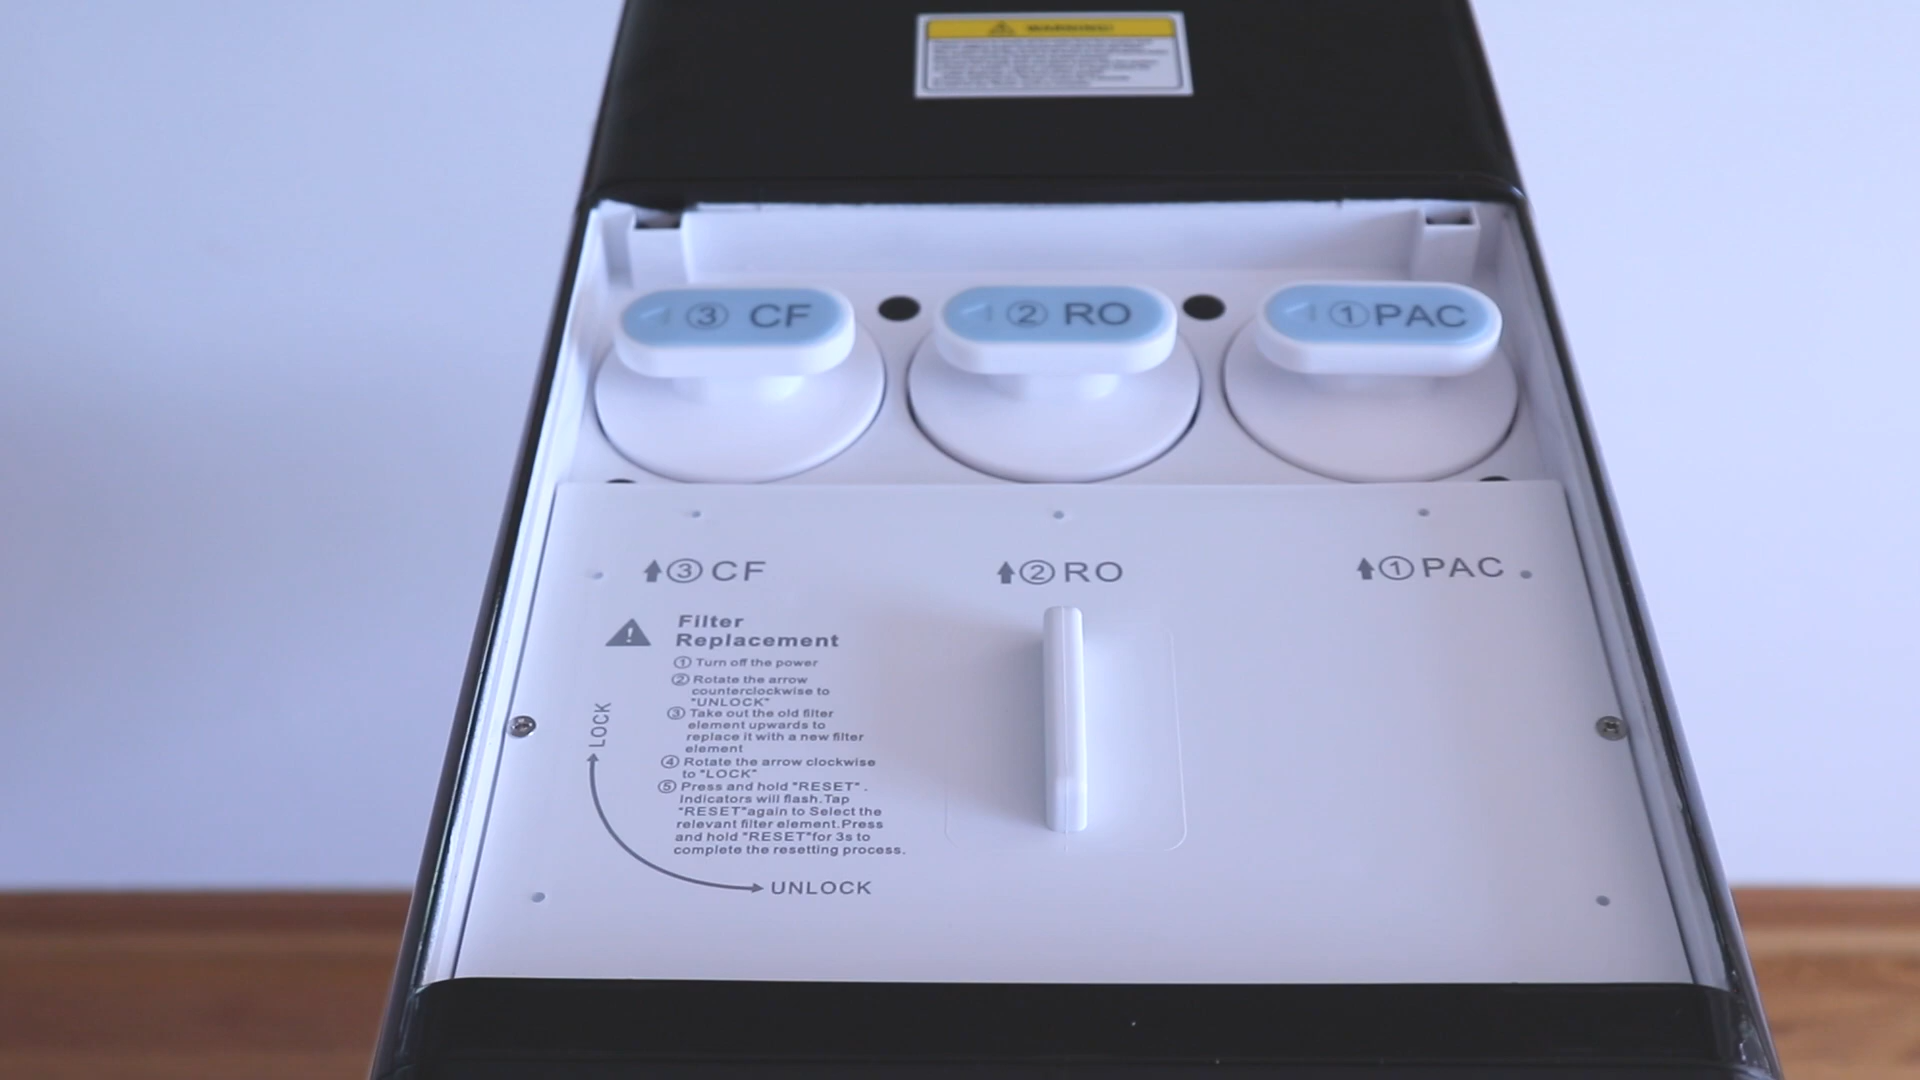 WARNING!
③ CF
② RO
① PAC
③ CF
② RO
① PAC
Filter
Replacement
① Turn off the power
② Rotate the arrow
counterclockwise to
"UNLOCK"
③ Take out the old filter
element upwards to
replace it with a new filter
element
④ Rotate the arrow clockwise
to "LOCK"
⑤ Press and hold "RESET" .
Indicators will flash.Tap
"RESET"again to Select the
relevant filter element.Press
and hold "RESET"for 3s to
complete the resetting process.
LOCK
UNLOCK